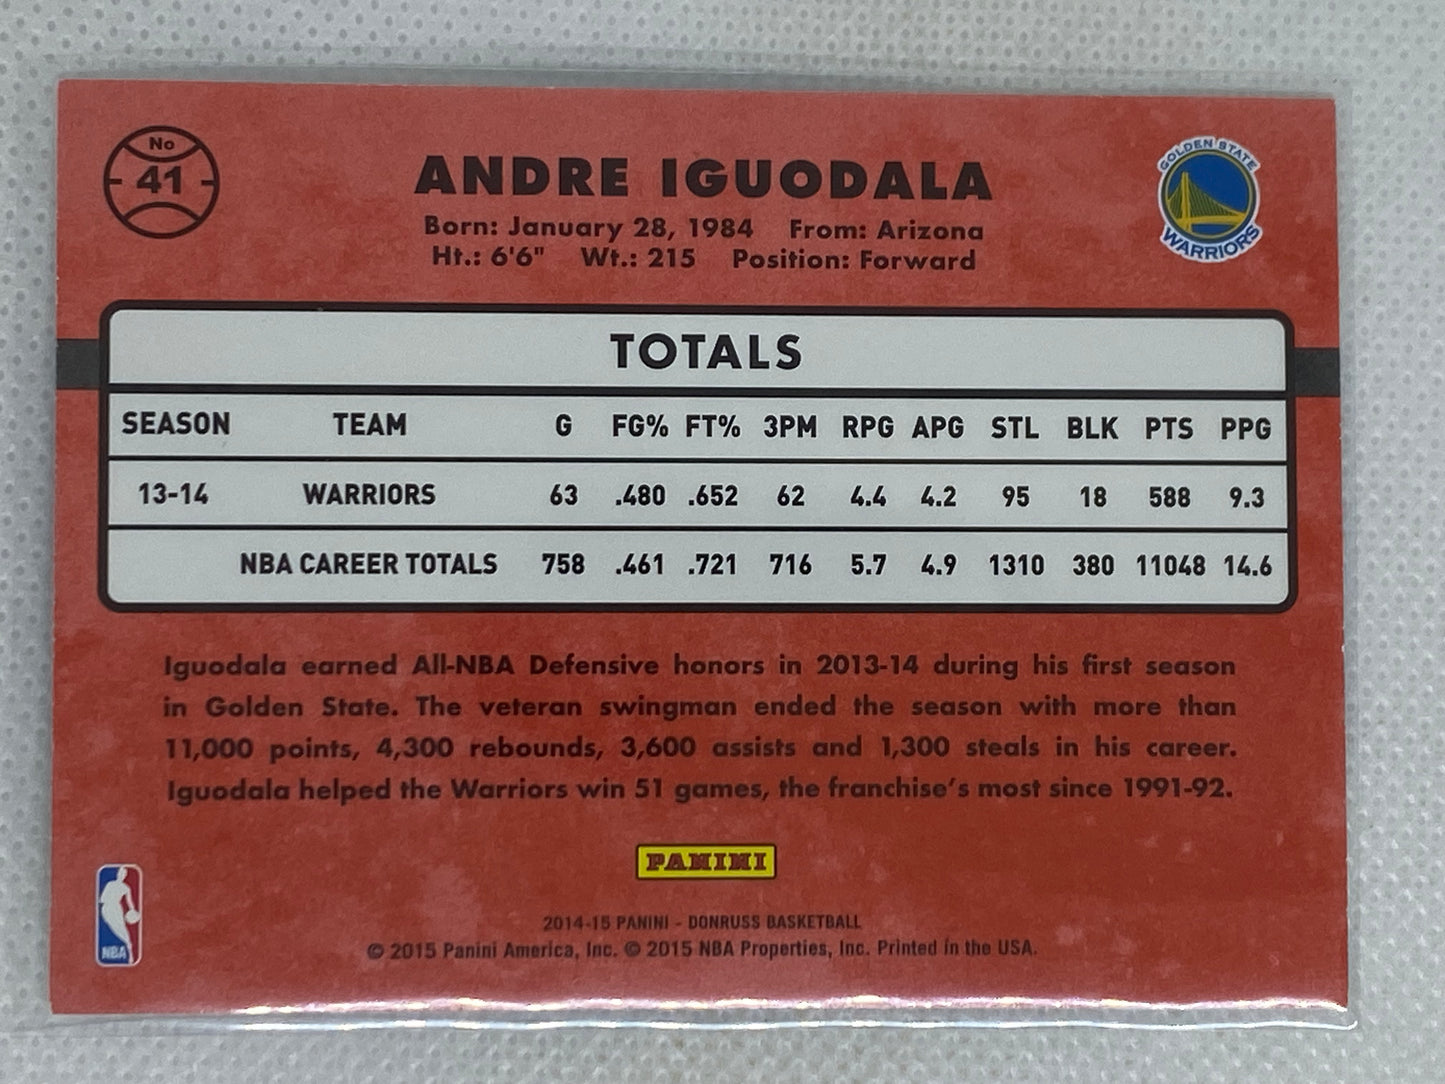 No
41
ANDRE IGUODALA
Born: January 28, 1984 From: Arizona
Ht.: 6'6" Wt.: 215 Position: Forward
GOLDEN STATE
WARRIORS
TOTALS
SEASON TEAM G FG% FT% 3PM RPG APG STL BLK PTS PPG
13-14 WARRIORS 63 .480 .652 62 4.4 4.2 95 18 588 9.3
NBA CAREER TOTALS 758 .461 .721 716 5.7 4.9 1310 380 11048 14.6
Iguodala earned All-NBA Defensive honors in 2013-14 during his first season
in Golden State. The veteran swingman ended the season with more than
11,000 points, 4,300 rebounds, 3,600 assists and 1,300 steals in his career.
Iguodala helped the Warriors win 51 games, the franchise's most since 1991-92.
PANINI
NBA
2014-15 PANINI - DONRUSS BASKETBALL
© 2015 Panini America, Inc. © 2015 NBA Properties, Inc. Printed in the USA.